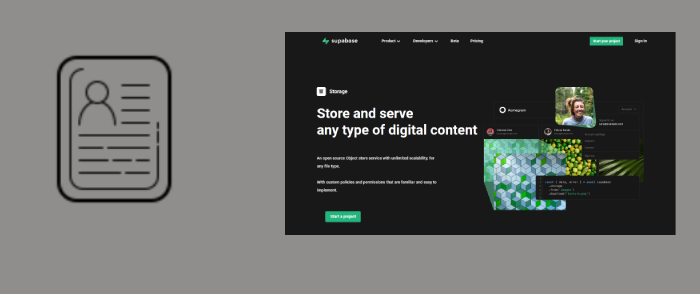 supabase
Product
Developers
Beta
Pricing
Start your project
Sign In
Storage
Store and serve
any type of digital content
An open source Object store service with unlimited scalability, for
any file type.
With custom policies and permissions that are familiar and easy to
implement.
Start a project